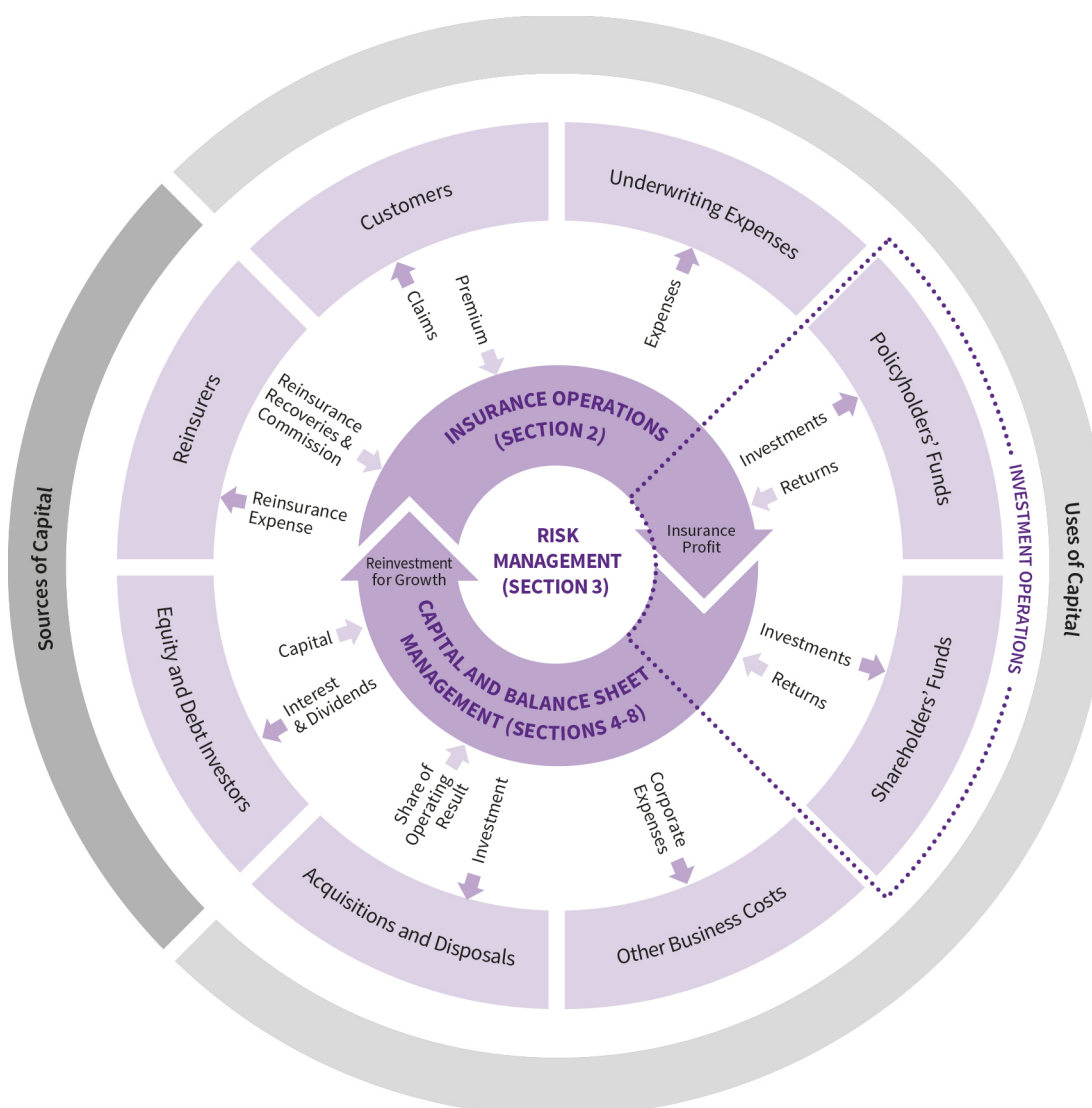 Sources of Capital
Uses of Capital
Customers
Underwriting Expenses
Policyholders’ Funds
Shareholders’ Funds
INVESTMENT OPERATIONS
Other Business Costs
Acquisitions and Disposals
Equity and Debt Investors
Reinsurers
Claims
Premium
Expenses
Investments
Returns
Investments
Returns
Corporate
Expenses
Investment
Share of
Operating
Result
Interest
& Dividends
Capital
Reinsurance
Expense
Reinsurance
Recoveries &
Commission
INSURANCE OPERATIONS
(SECTION 2)
Insurance
Profit
RISK
MANAGEMENT
(SECTION 3)
Reinvestment
for Growth
CAPITAL AND BALANCE SHEET
MANAGEMENT (SECTIONS 4-8)